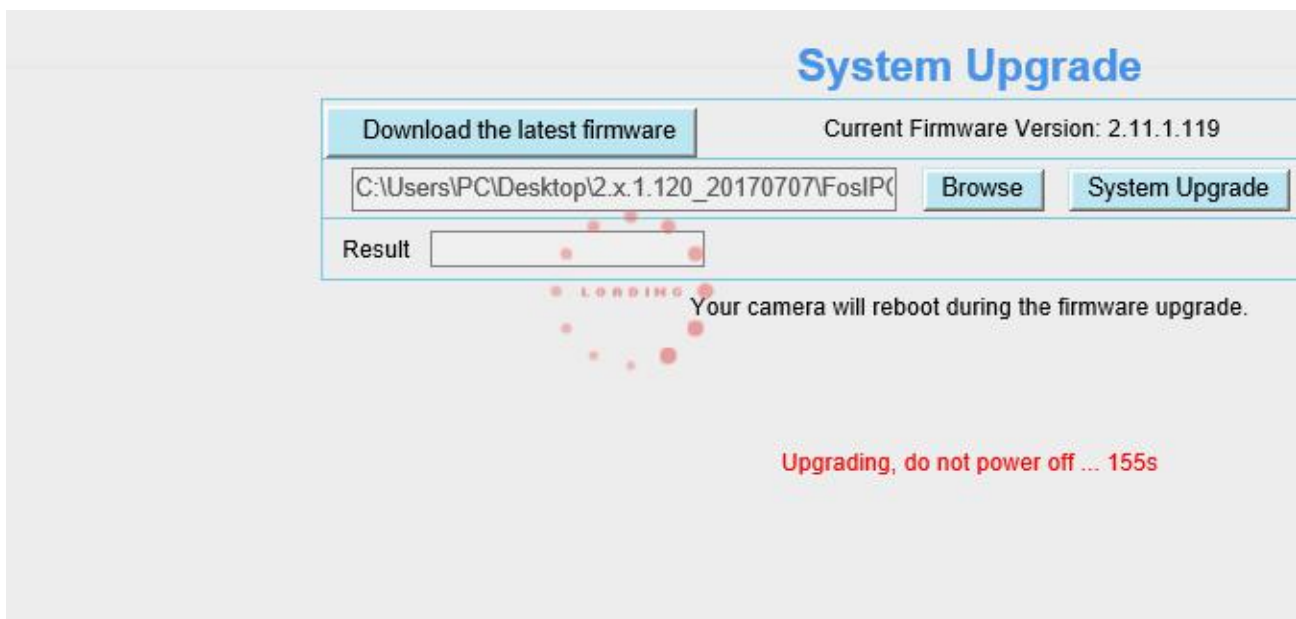 System Upgrade
Download the latest firmware
Current Firmware Version: 2.11.1.119
C:\Users\PC\Desktop\2.x.1.120_20170707\FosIPC
Browse
System Upgrade
Result
LOADING
Your camera will reboot during the firmware upgrade.
Upgrading, do not power off ... 155s